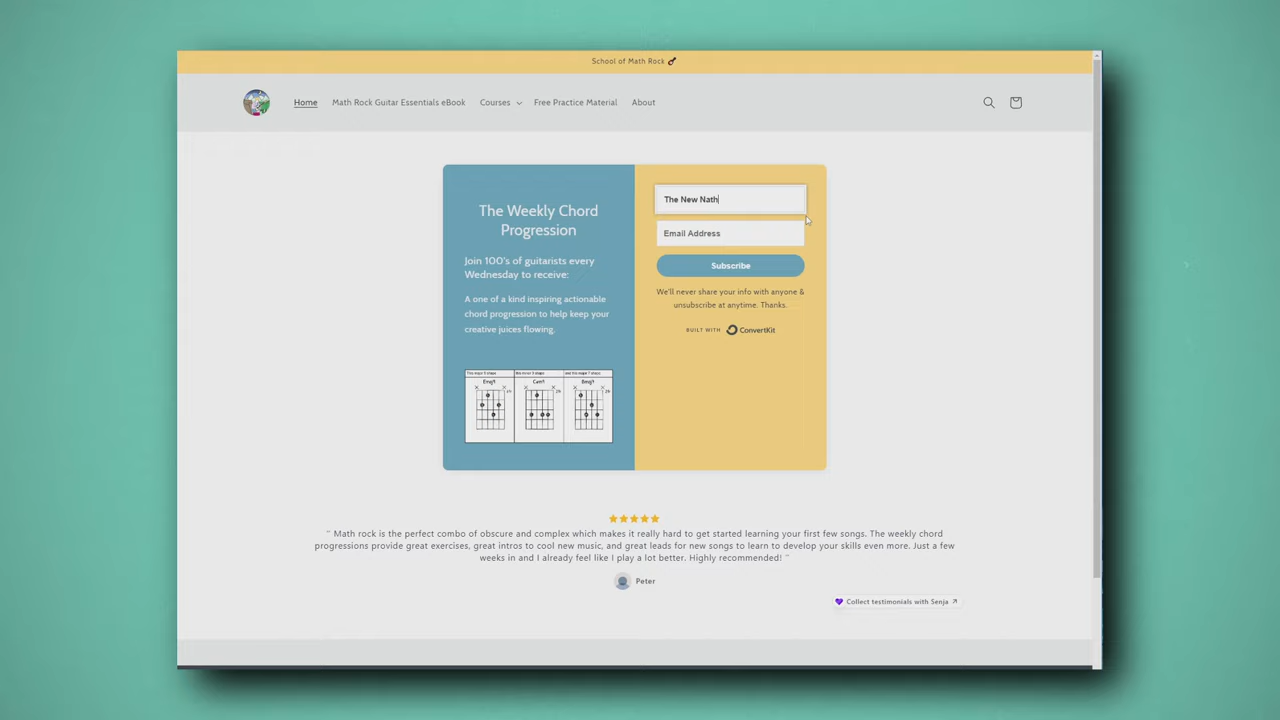 School of Math Rock 🎸
Home
Math Rock Guitar Essentials eBook
Courses
Free Practice Material
About
The Weekly Chord
Progression
Join 100's of guitarists every
Wednesday to receive:
A one of a kind inspiring actionable
chord progression to help keep your
creative juices flowing.
The New Nath
Email Address
Subscribe
We'll never share your info with anyone &
unsubscribe at anytime. Thanks.
BUILT WITH ConvertKit
" Math rock is the perfect combo of obscure and complex which makes it really hard to get started learning your first few songs. The weekly chord
progressions provide great exercises, great intros to cool new music, and great leads for new songs to learn to develop your skills even more. Just a few
weeks in and I already feel like I play a lot better. Highly recommended! "
Peter
Collect testimonials with Senja ↗